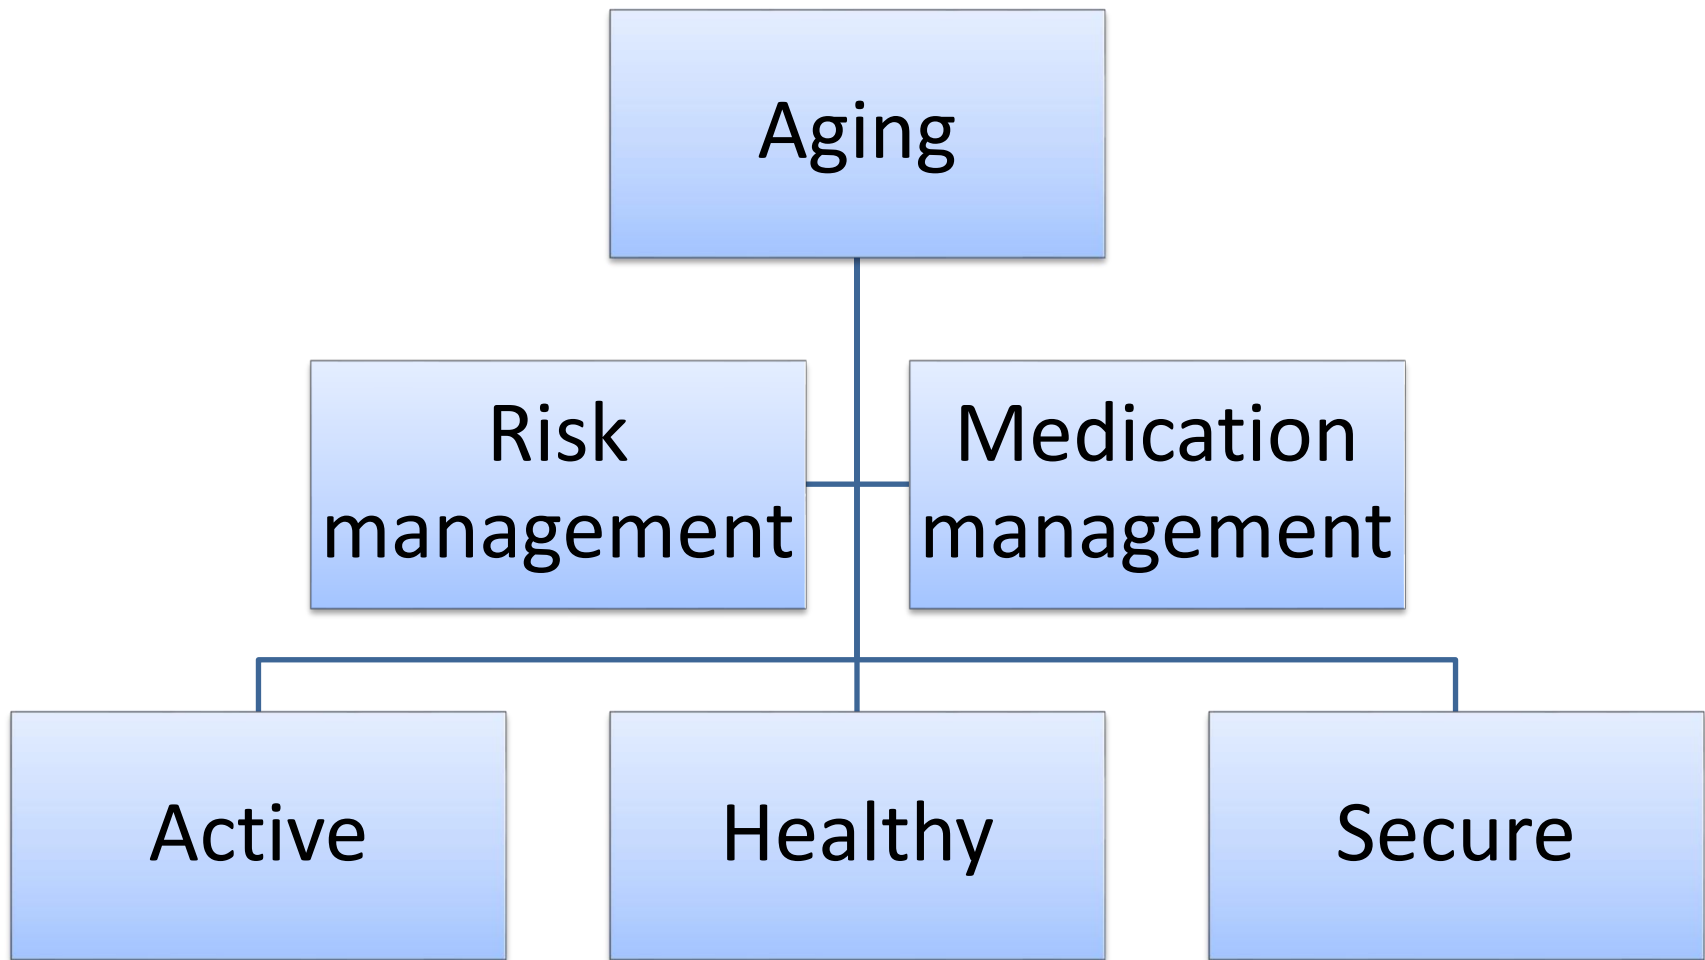 Aging
Risk
management
Medication
management
Active
Healthy
Secure